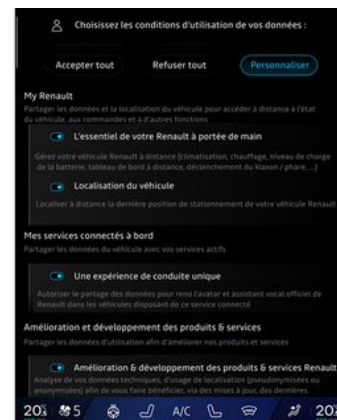 Choisissez les conditions d'utilisation de vos données :
Accepter tout Refuser tout Personnaliser
My Renault
Partager les données et la localisation du véhicule pour accéder à distance à l'état
du véhicule, aux commandes et à d'autres fonctions
L'essentiel de votre Renault à portée de main
Gérez votre véhicule Renault à distance (climatisation, chauffage, niveau de charge
de la batterie, tableau de bord à distance, déclenchement du klaxon / phare, ...)
Localisation du véhicule
Localiser à distance la dernière position de stationnement de votre véhicule Renault
Mes services connectés à bord
Partager les données du véhicule avec vos services actifs
Une expérience de conduite unique
Autoriser le partage des données pour reno l'avatar et assistant vocal officiel de
Renault dans les véhicules disposant de ce service connecté
Amélioration et développement des produits & services
Partager les données d'utilisation afin d'améliorer nos produits et services
Amélioration & développement des produits & services Renault
Analyse de vos données techniques, d'usage de localisation (pseudonymisées ou
anonymisées) afin de vous faire bénéficier, via des mises à jour, des dernières
20 5 A/C 20